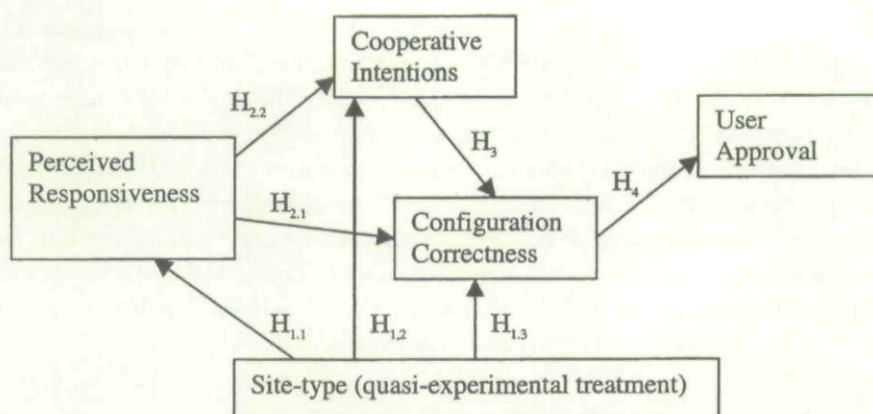 Cooperative
Intentions
H2.2
User
Approval
H3
Perceived
Responsiveness
H4
H2.1
Configuration
Correctness
H1.1
H1,2
H1.3
Site-type (quasi-experimental treatment)